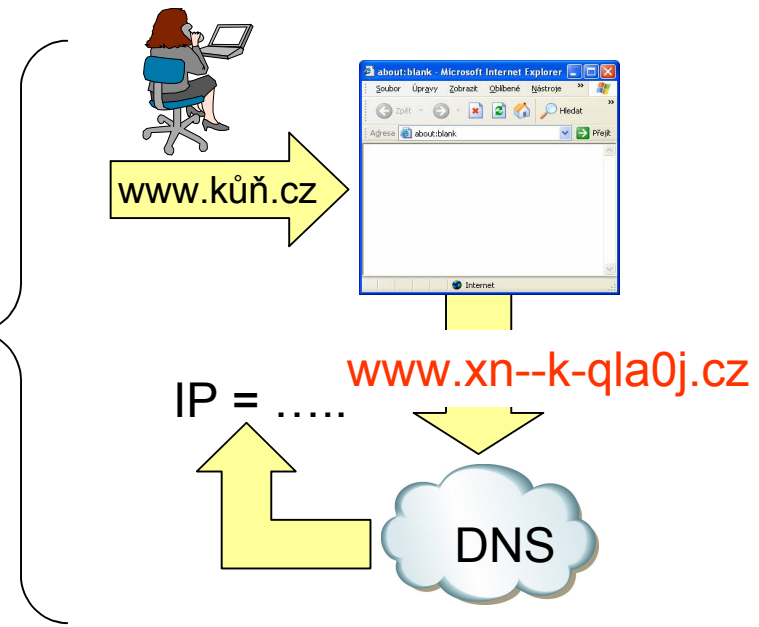 about:blank - Microsoft Internet Explorer
Soubor Úpravy Zobrazit Oblíbené Nástroje »
Zpět Hledat »
Adresa about:blank Přejít
www.kůň.cz
Internet
www.xn--k-qla0j.cz
IP = …..
DNS